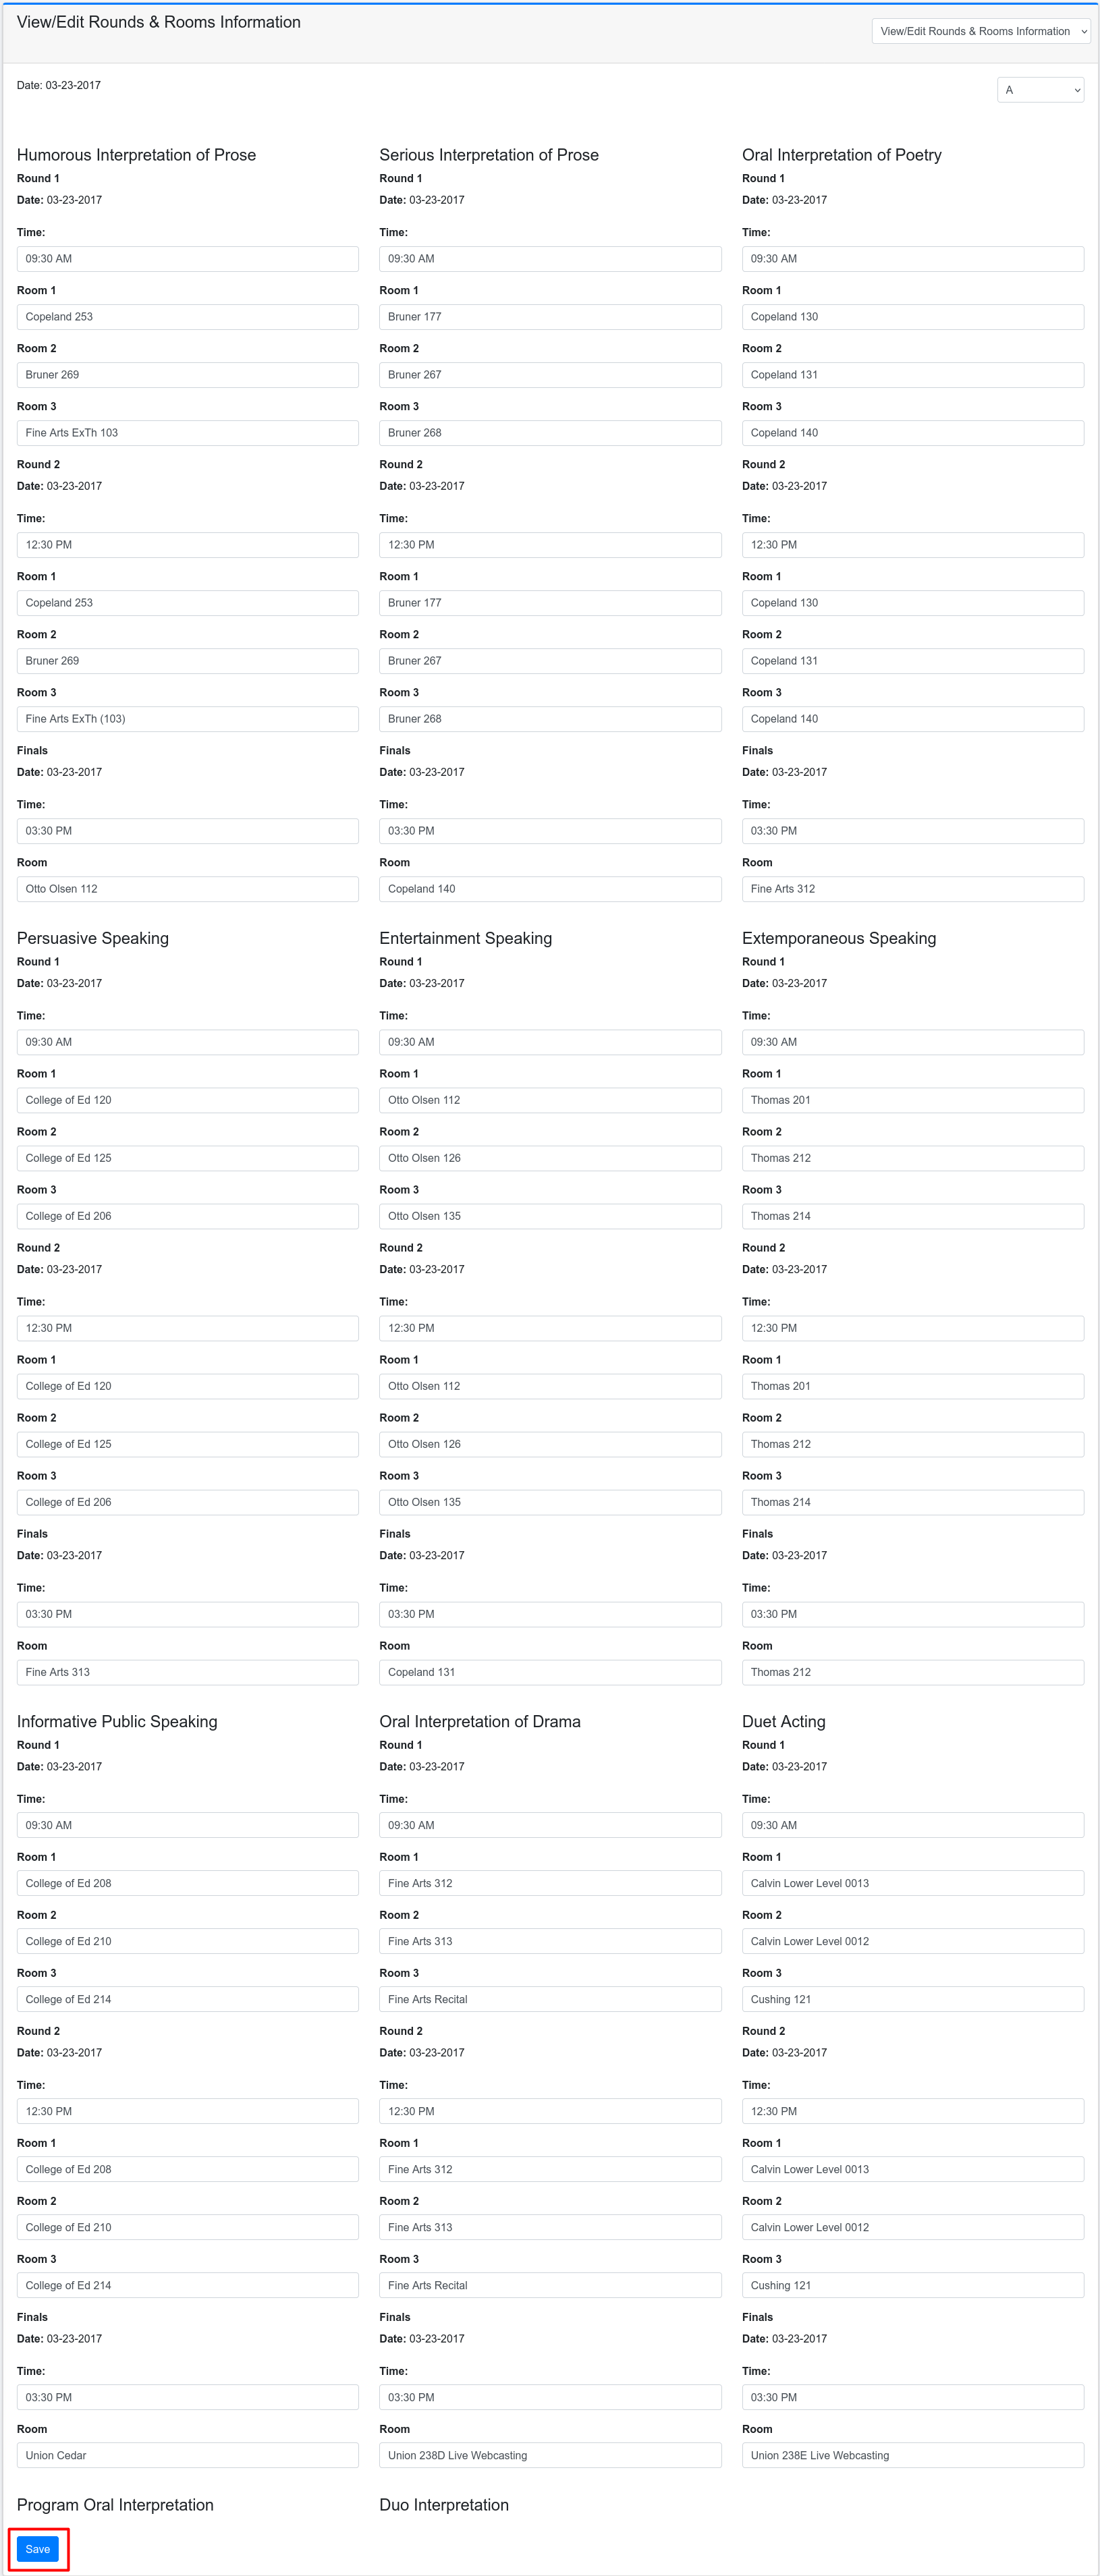 View/Edit Rounds & Rooms Information
View/Edit Rounds & Rooms Information
Date: 03-23-2017
A
Humorous Interpretation of Prose
Round 1
Date: 03-23-2017
Time:
09:30 AM
Room 1
Copeland 253
Room 2
Bruner 269
Room 3
Fine Arts ExTh 103
Round 2
Date: 03-23-2017
Time:
12:30 PM
Room 1
Copeland 253
Room 2
Bruner 269
Room 3
Fine Arts ExTh (103)
Finals
Date: 03-23-2017
Time:
03:30 PM
Room
Otto Olsen 112
Serious Interpretation of Prose
Round 1
Date: 03-23-2017
Time:
09:30 AM
Room 1
Bruner 177
Room 2
Bruner 267
Room 3
Bruner 268
Round 2
Date: 03-23-2017
Time:
12:30 PM
Room 1
Bruner 177
Room 2
Bruner 267
Room 3
Bruner 268
Finals
Date: 03-23-2017
Time:
03:30 PM
Room
Copeland 140
Oral Interpretation of Poetry
Round 1
Date: 03-23-2017
Time:
09:30 AM
Room 1
Copeland 130
Room 2
Copeland 131
Room 3
Copeland 140
Round 2
Date: 03-23-2017
Time:
12:30 PM
Room 1
Copeland 130
Room 2
Copeland 131
Room 3
Copeland 140
Finals
Date: 03-23-2017
Time:
03:30 PM
Room
Fine Arts 312
Persuasive Speaking
Round 1
Date: 03-23-2017
Time:
09:30 AM
Room 1
College of Ed 120
Room 2
College of Ed 125
Room 3
College of Ed 206
Round 2
Date: 03-23-2017
Time:
12:30 PM
Room 1
College of Ed 120
Room 2
College of Ed 125
Room 3
College of Ed 206
Finals
Date: 03-23-2017
Time:
03:30 PM
Room
Fine Arts 313
Entertainment Speaking
Round 1
Date: 03-23-2017
Time:
09:30 AM
Room 1
Otto Olsen 112
Room 2
Otto Olsen 126
Room 3
Otto Olsen 135
Round 2
Date: 03-23-2017
Time:
12:30 PM
Room 1
Otto Olsen 112
Room 2
Otto Olsen 126
Room 3
Otto Olsen 135
Finals
Date: 03-23-2017
Time:
03:30 PM
Room
Copeland 131
Extemporaneous Speaking
Round 1
Date: 03-23-2017
Time:
09:30 AM
Room 1
Thomas 201
Room 2
Thomas 212
Room 3
Thomas 214
Round 2
Date: 03-23-2017
Time:
12:30 PM
Room 1
Thomas 201
Room 2
Thomas 212
Room 3
Thomas 214
Finals
Date: 03-23-2017
Time:
03:30 PM
Room
Thomas 212
Informative Public Speaking
Round 1
Date: 03-23-2017
Time:
09:30 AM
Room 1
College of Ed 208
Room 2
College of Ed 210
Room 3
College of Ed 214
Round 2
Date: 03-23-2017
Time:
12:30 PM
Room 1
College of Ed 208
Room 2
College of Ed 210
Room 3
College of Ed 214
Finals
Date: 03-23-2017
Time:
03:30 PM
Room
Union Cedar
Oral Interpretation of Drama
Round 1
Date: 03-23-2017
Time:
09:30 AM
Room 1
Fine Arts 312
Room 2
Fine Arts 313
Room 3
Fine Arts Recital
Round 2
Date: 03-23-2017
Time:
12:30 PM
Room 1
Fine Arts 312
Room 2
Fine Arts 313
Room 3
Fine Arts Recital
Finals
Date: 03-23-2017
Time:
03:30 PM
Room
Union 238D Live Webcasting
Duet Acting
Round 1
Date: 03-23-2017
Time:
09:30 AM
Room 1
Calvin Lower Level 0013
Room 2
Calvin Lower Level 0012
Room 3
Cushing 121
Round 2
Date: 03-23-2017
Time:
12:30 PM
Room 1
Calvin Lower Level 0013
Room 2
Calvin Lower Level 0012
Room 3
Cushing 121
Finals
Date: 03-23-2017
Time:
03:30 PM
Room
Union 238E Live Webcasting
Program Oral Interpretation
Duo Interpretation
Save